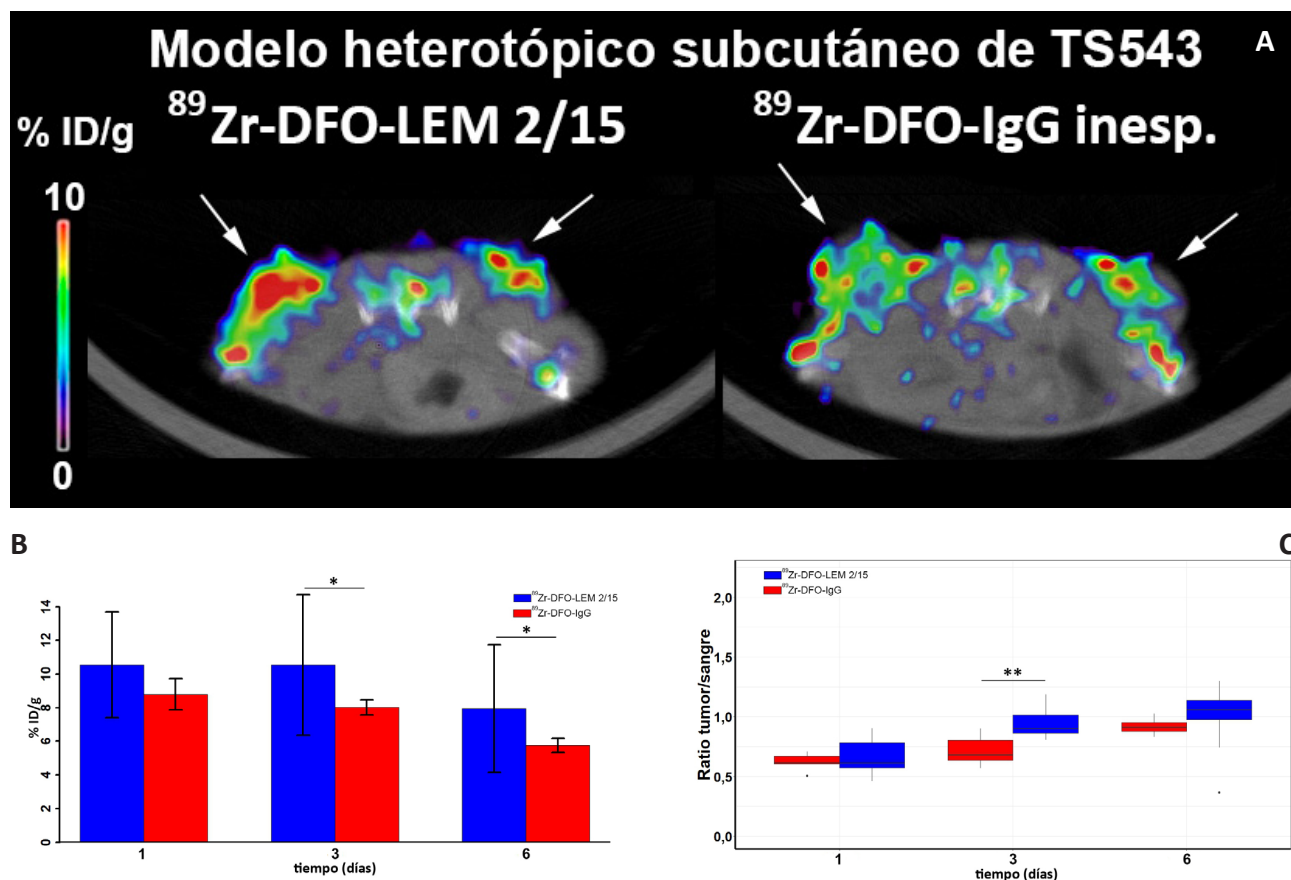 Modelo heterotópico subcutáneo de TS543
A
89Zr-DFO-LEM 2/15
89Zr-DFO-IgG inesp.
% ID/g
10
0
B
14
12
10
8
6
4
2
0
% ID/g
*
*
89Zr-DFO-LEM 2/15
89Zr-DFO-IgG
1
3
6
tiempo (días)
C
2,0
1,5
1,0
0,5
0,0
Ratio tumor/sangre
89Zr-DFO-LEM 2/15
89Zr-DFO-IgG
**
1
3
6
tiempo (días)